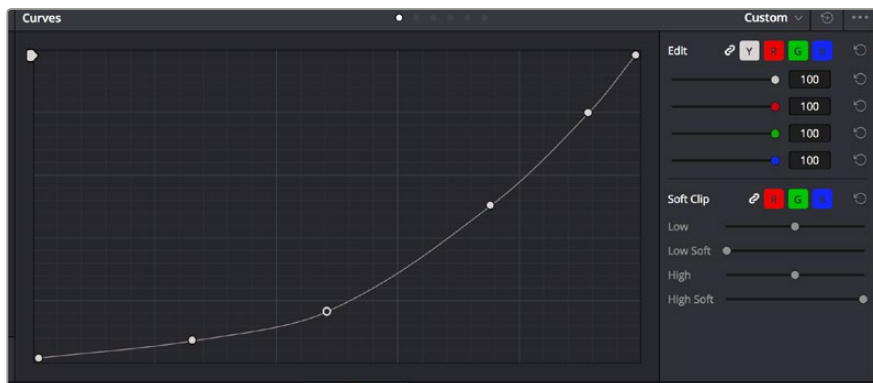 Curves
Custom
Edit
Y R G B
100
100
100
100
Soft Clip
R G B
Low
Low Soft
High
High Soft